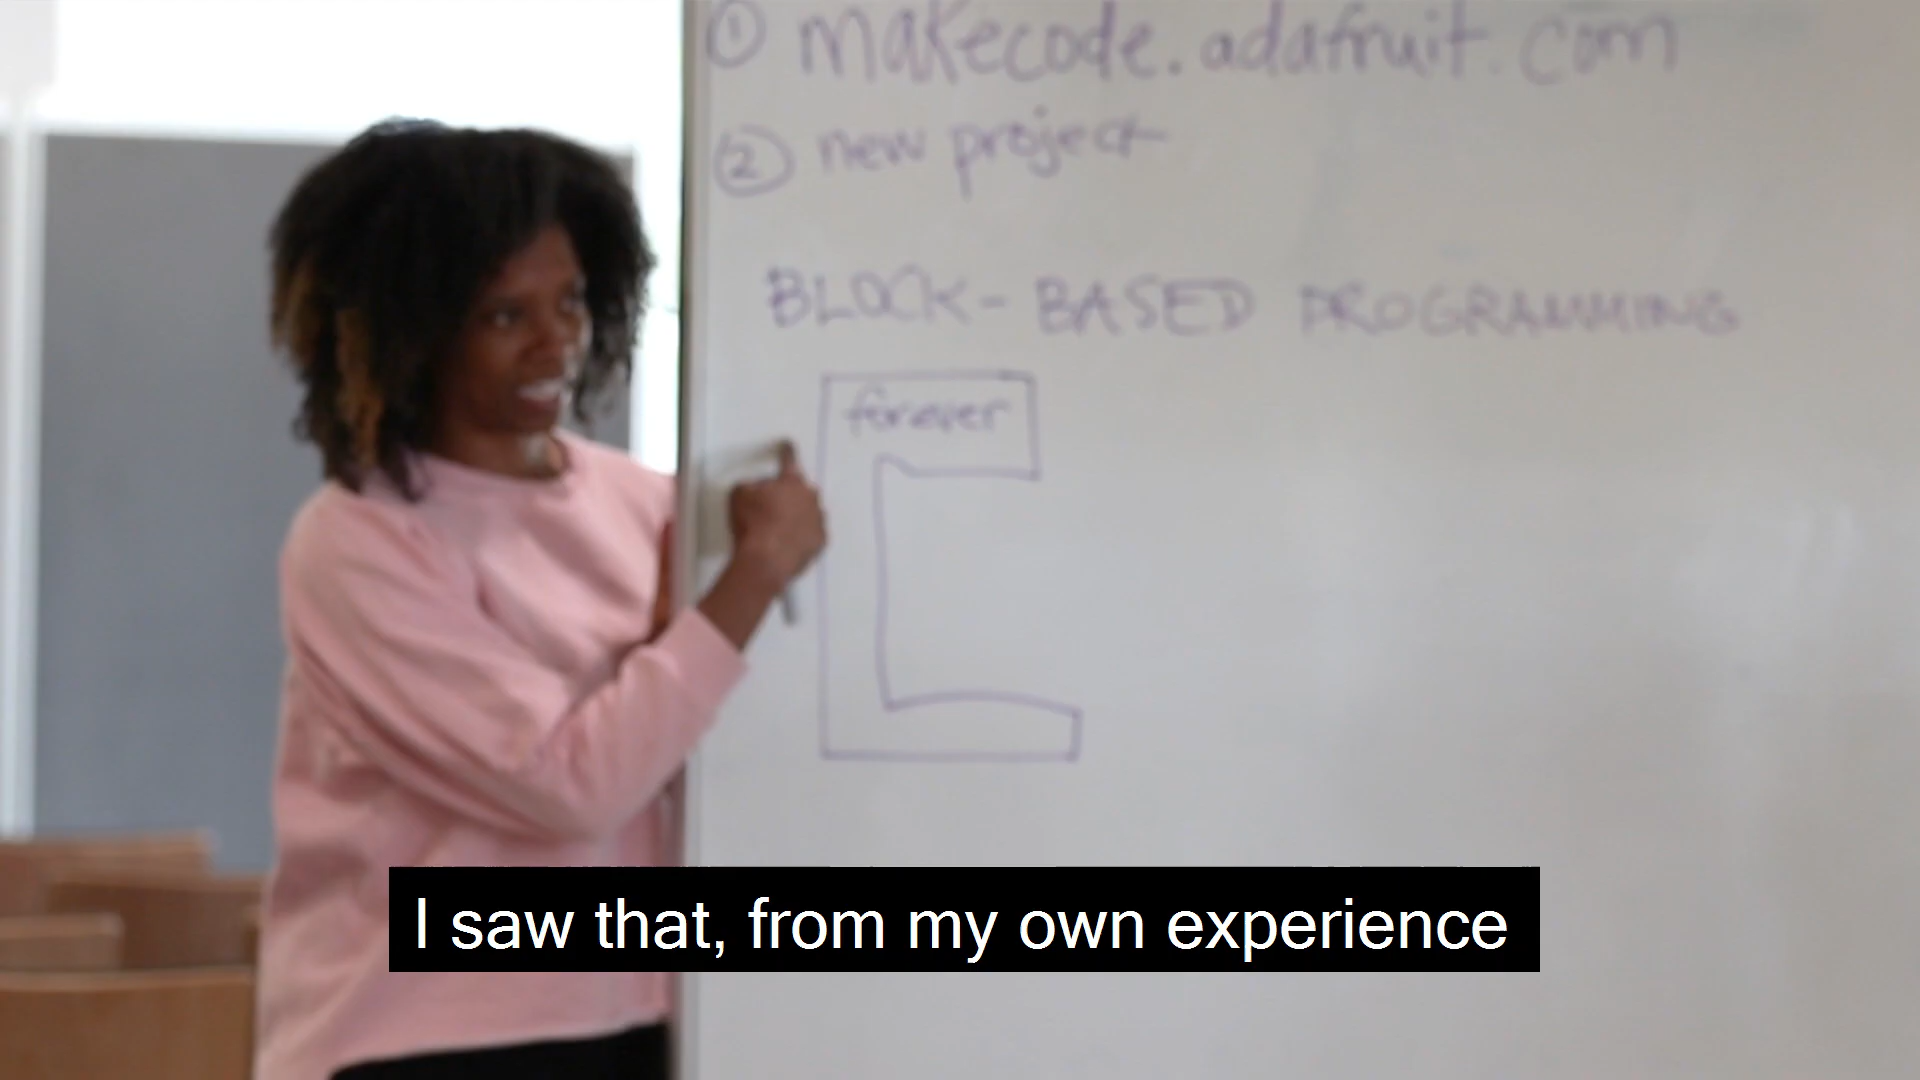 ① makecode.adafruit.com
② new project
BLOCK-BASED PROGRAMMING
forever
I saw that, from my own experience